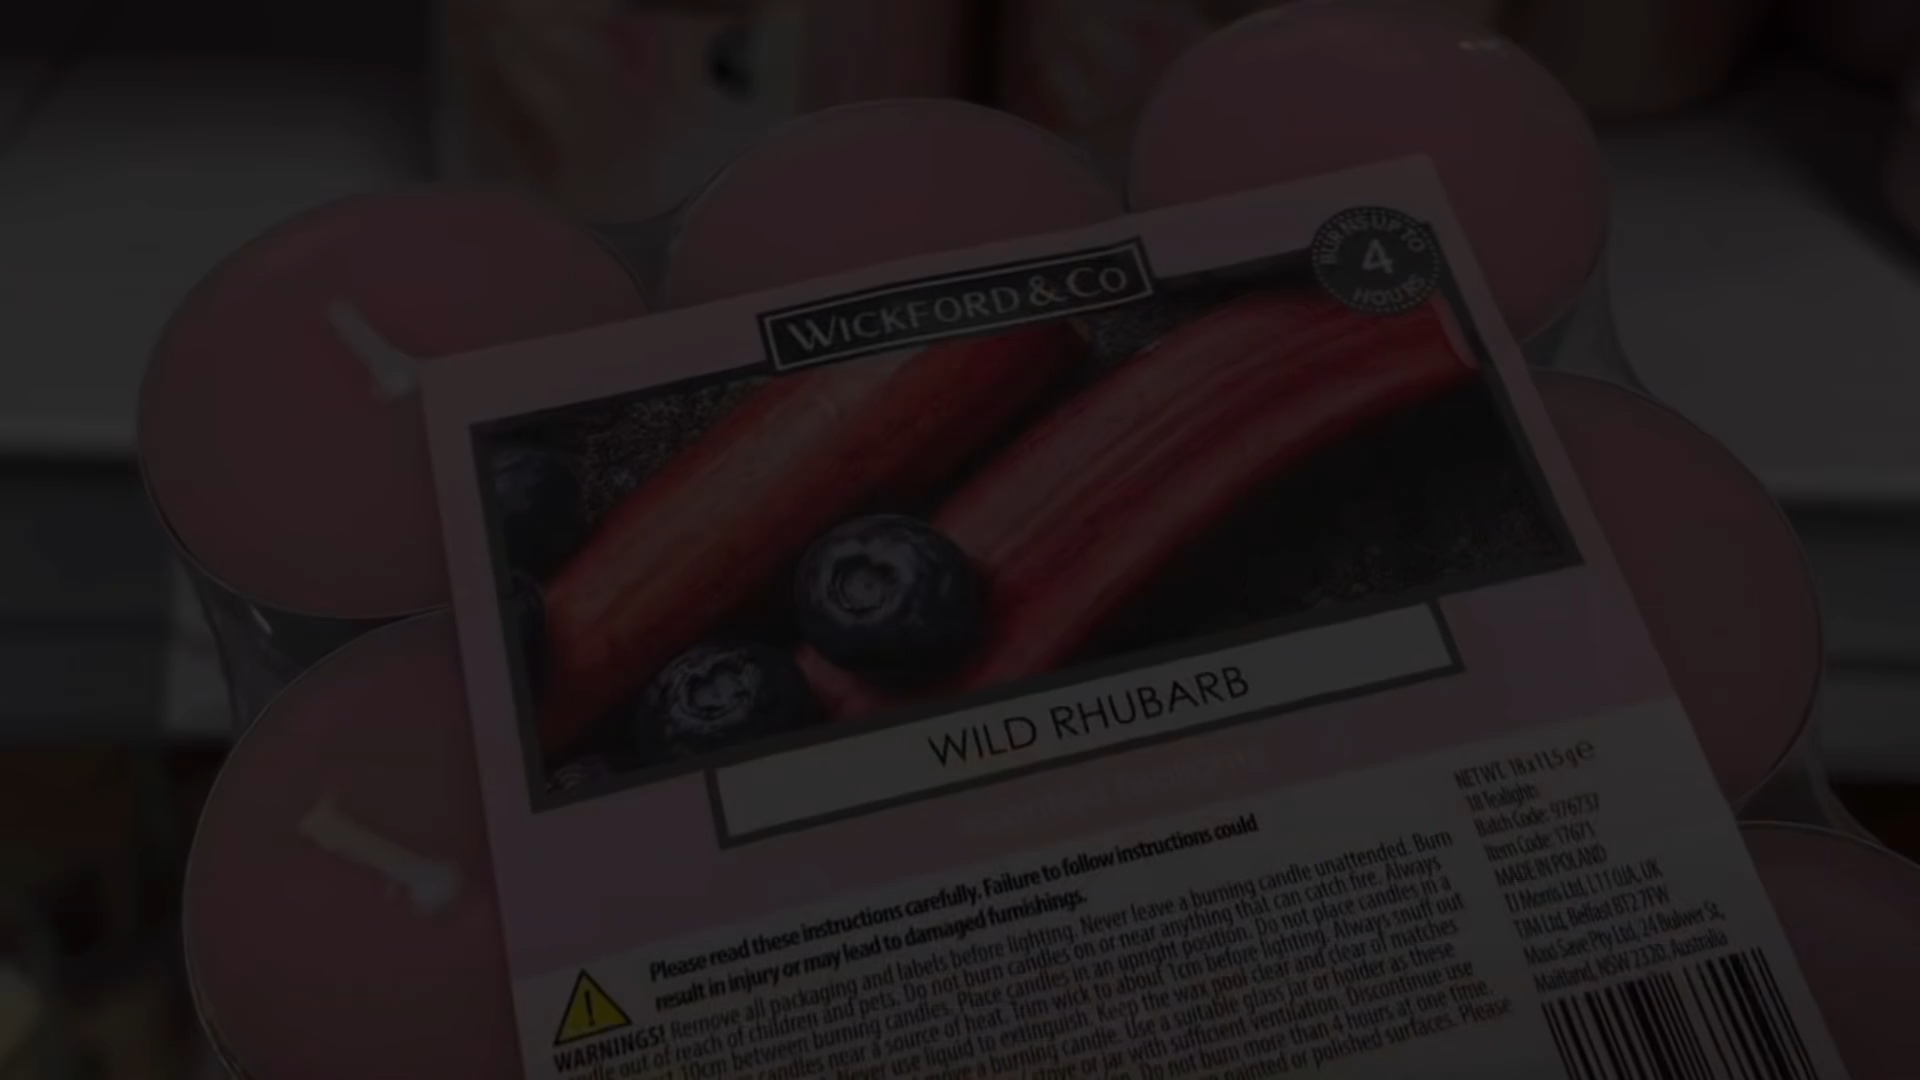 BURNS UP TO
4
HOURS
WICKFORD & CO
WILD RHUBARB
NET WT. 18 x 11,5 g e
18 Tealights
Batch Code: 976737
Item Code: 17671
MADE IN POLAND
TJ Morris Ltd, L11 0JA, UK
TJM Ltd, Belfast BT2 7FW
Maxi Save Pty Ltd, 24 Bulwer St,
Maitland, NSW 2320, Australia
Please read these instructions carefully. Failure to follow instructions could
result in injury or may lead to damaged furnishings.
WARNINGS! Remove all packaging and labels before lighting. Never leave a burning candle unattended. Burn
out of reach of children and pets. Do not burn candles on or near anything that can catch fire. Always
10cm between burning candles. Place candles in an upright position. Do not place candles in a
candles near a source of heat. Trim wick to about 1cm before lighting. Always snuff out
Never use liquid to extinguish. Keep the wax pool clear and clear of matches
move a burning candle. Use a suitable glass jar or holder as these
stove or jar with sufficient ventilation. Discontinue use
Do not burn more than 4 hours at one time.
painted or polished surfaces. Please